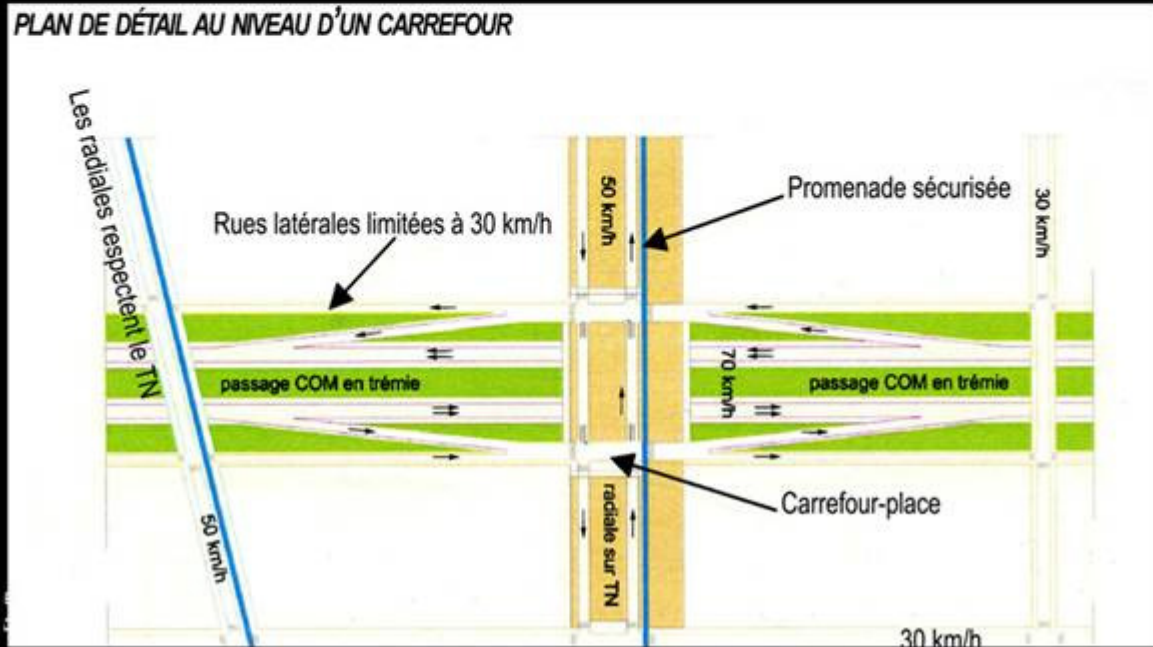 PLAN DE DÉTAIL AU NIVEAU D'UN CARREFOUR
Les radiales respectent le TN
Rues latérales limitées à 30 km/h
50 km/h
Promenade sécurisée
30 km/h
passage COM en trémie
70 km/h
passage COM en trémie
50 km/h
radiale sur TN
Carrefour-place
30 km/h